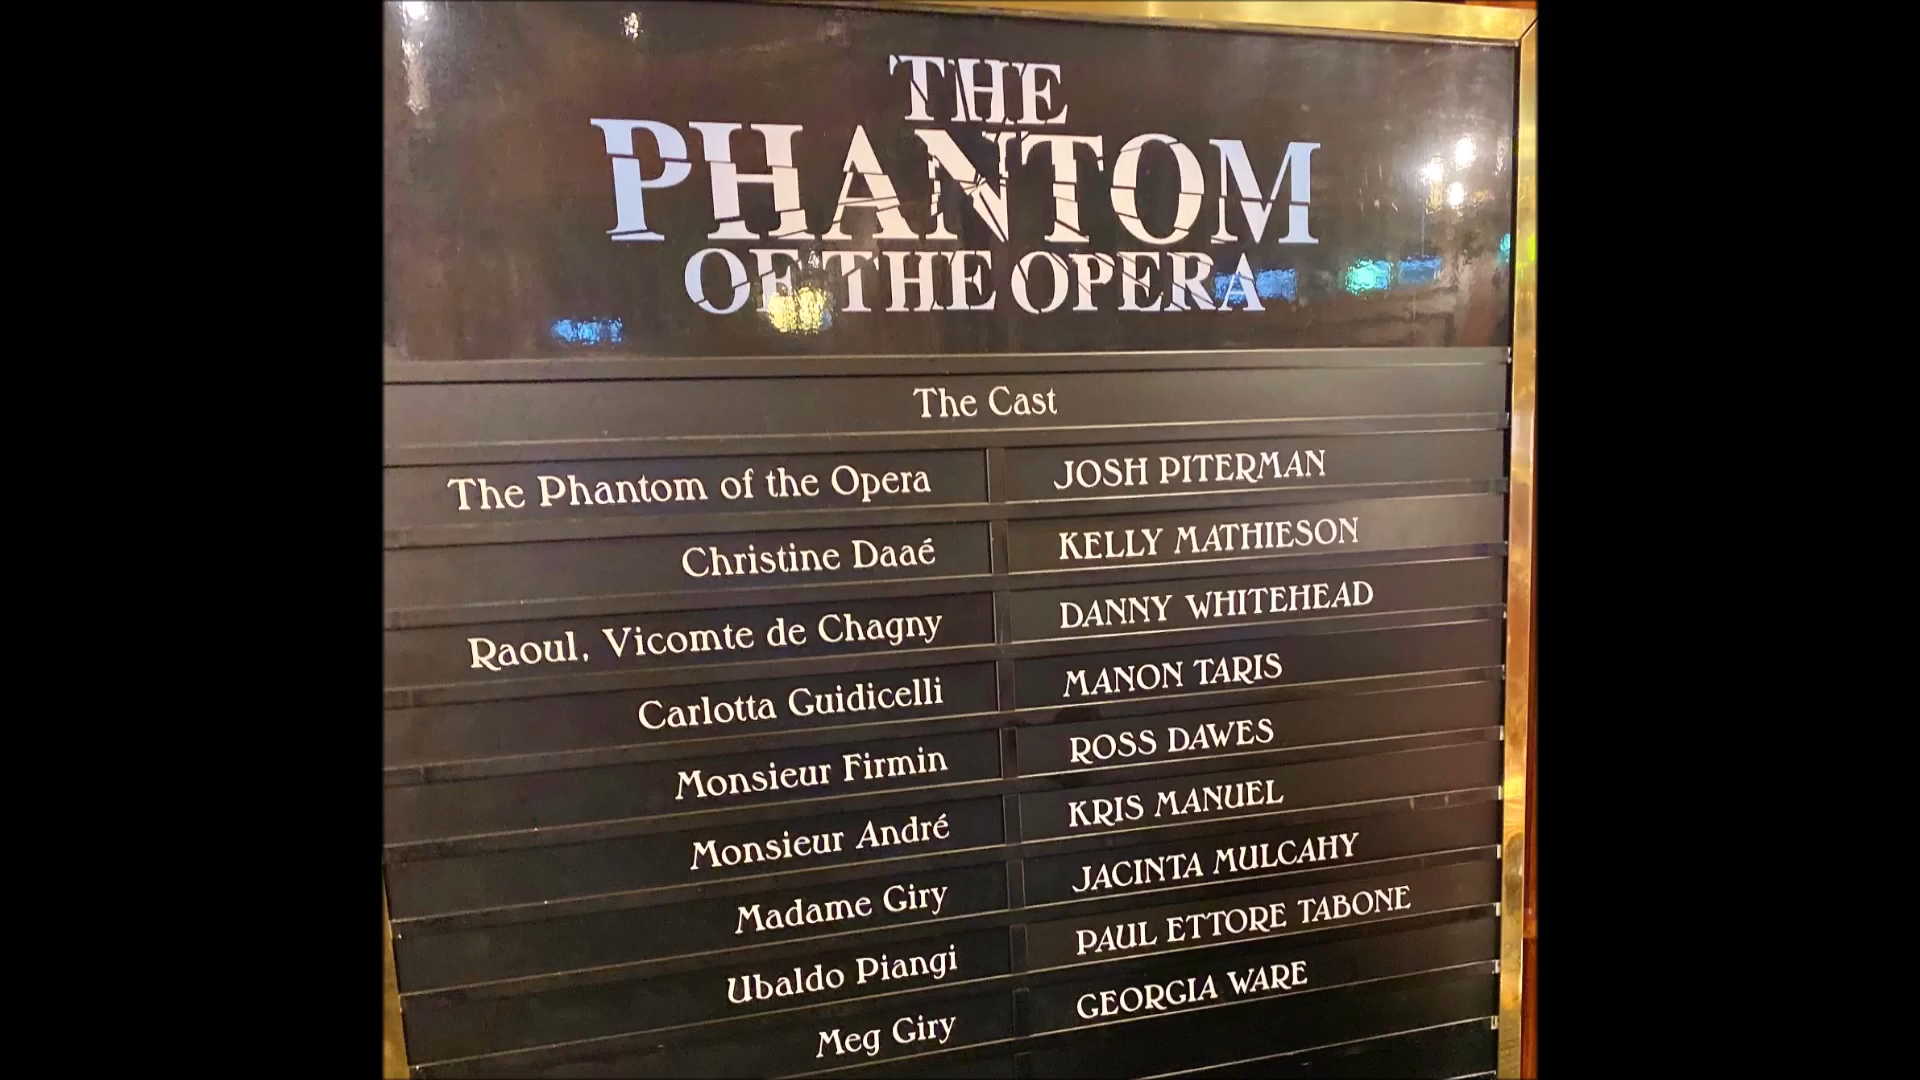 THE
PHANTOM
OF THE OPERA
The Cast
The Phantom of the Opera JOSH PITERMAN
Christine Daaé KELLY MATHIESON
Raoul, Vicomte de Chagny DANNY WHITEHEAD
Carlotta Guidicelli MANON TARIS
Monsieur Firmin ROSS DAWES
Monsieur André KRIS MANUEL
Madame Giry JACINTA MULCAHY
Ubaldo Piangi PAUL ETTORE TABONE
Meg Giry GEORGIA WARE